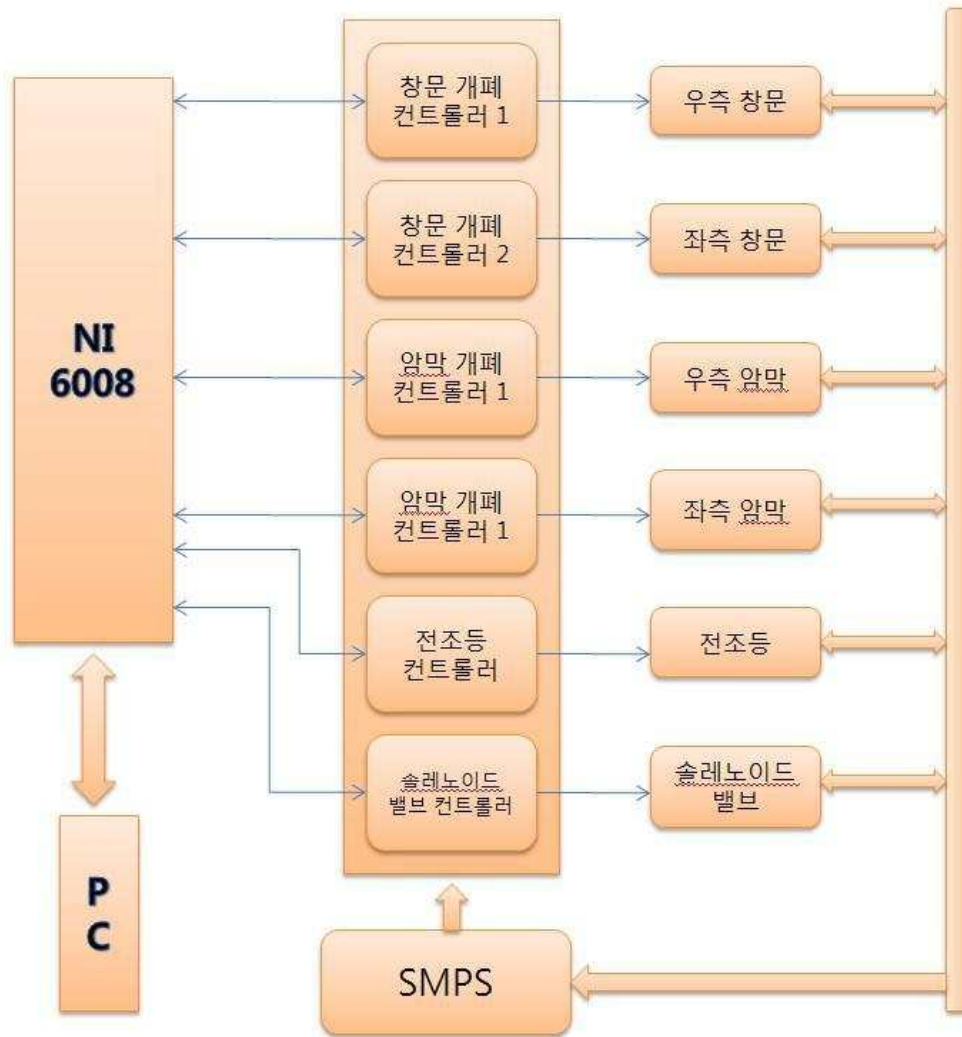 창문 개폐
컨트롤러 1
우측 창문
창문 개폐
컨트롤러 2
좌측 창문
NI
6008
암막 개폐
컨트롤러 1
우측 암막
암막 개폐
컨트롤러 1
좌측 암막
전조등
컨트롤러
전조등
솔레노이드
밸브 컨트롤러
솔레노이드
밸브
P
C
SMPS